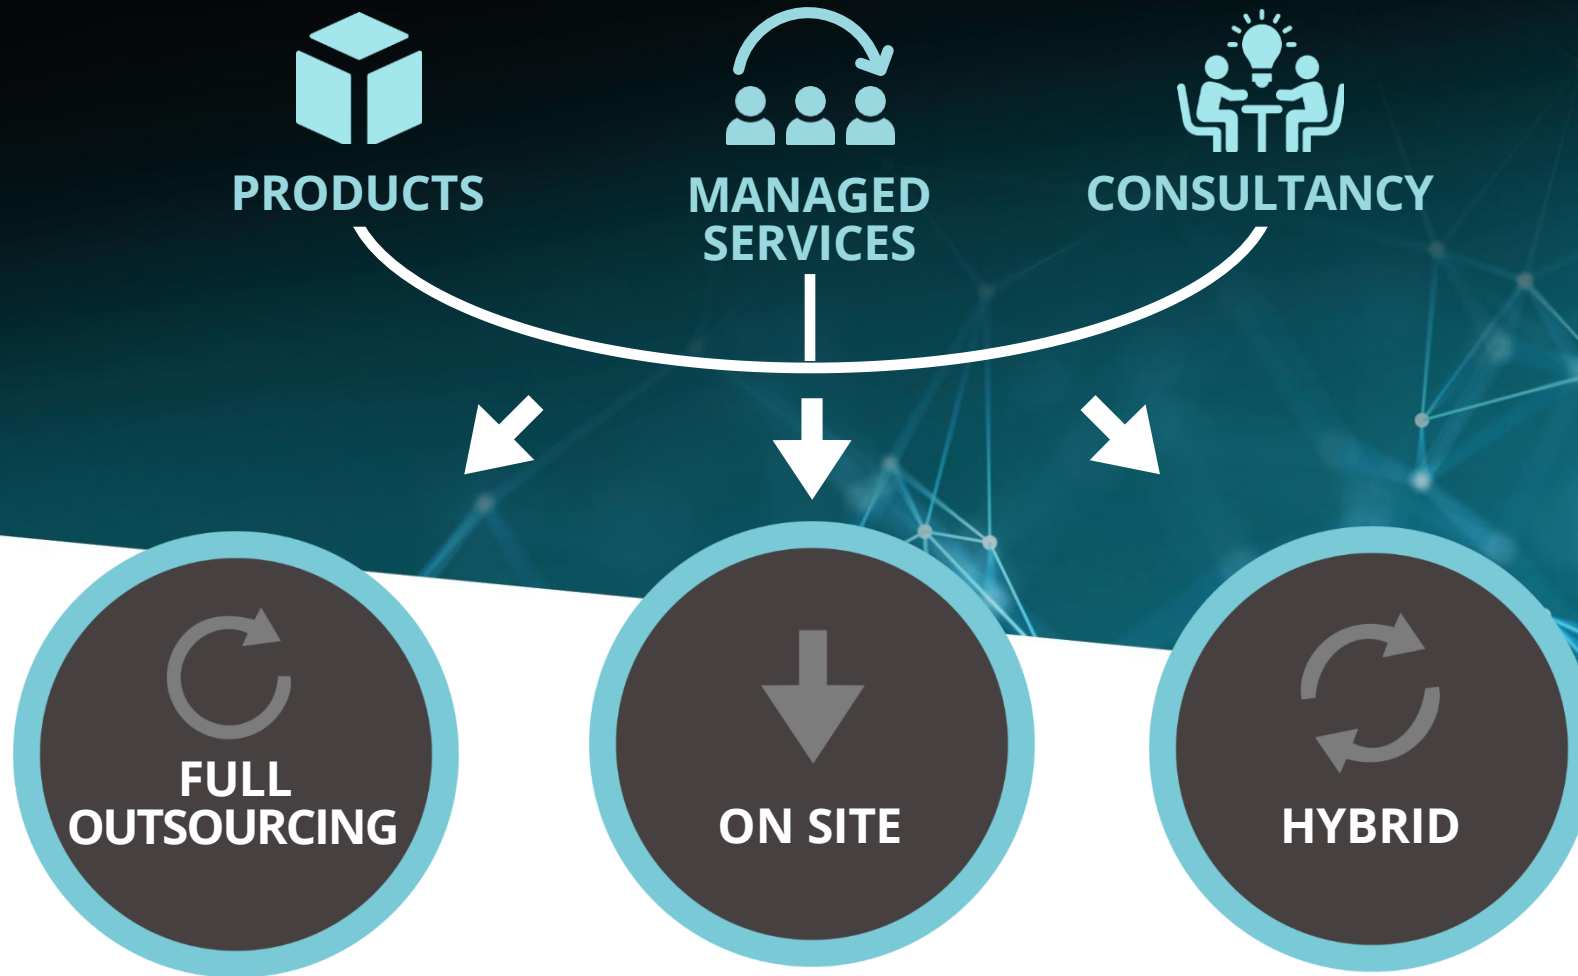 PRODUCTS
MANAGED
SERVICES
CONSULTANCY
FULL
OUTSOURCING
ON SITE
HYBRID